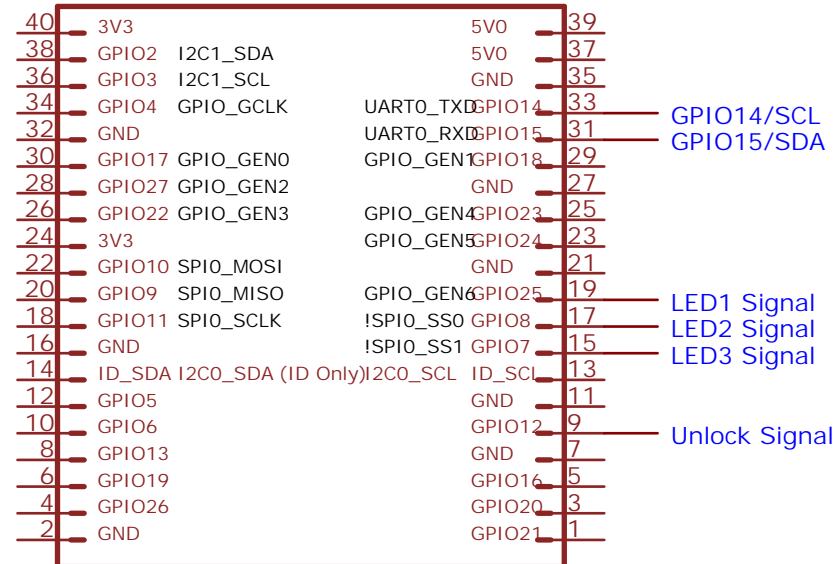 40 3V3 5V0 39
38 GPIO2 I2C1_SDA 5V0 37
36 GPIO3 I2C1_SCL GND 35
34 GPIO4 GPIO_GCLK UART0_TXD GPIO14 33 GPIO14/SCL
32 GND UART0_RXD GPIO15 31 GPIO15/SDA
30 GPIO17 GPIO_GEN0 GPIO_GEN1 GPIO18 29
28 GPIO27 GPIO_GEN2 GND 27
26 GPIO22 GPIO_GEN3 GPIO_GEN4 GPIO23 25
24 3V3 GPIO_GEN5 GPIO24 23
22 GPIO10 SPI0_MOSI GND 21
20 GPIO9 SPI0_MISO GPIO_GEN6 GPIO25 19 LED1 Signal
18 GPIO11 SPI0_SCLK !SPI0_SS0 GPIO8 17 LED2 Signal
16 GND !SPI0_SS1 GPIO7 15 LED3 Signal
14 ID_SDA I2C0_SDA (ID Only) I2C0_SCL ID_SCL 13
12 GPIO5 GND 11
10 GPIO6 GPIO12 9 Unlock Signal
8 GPIO13 GND 7
6 GPIO19 GPIO16 5
4 GPIO26 GPIO20 3
2 GND GPIO21 1